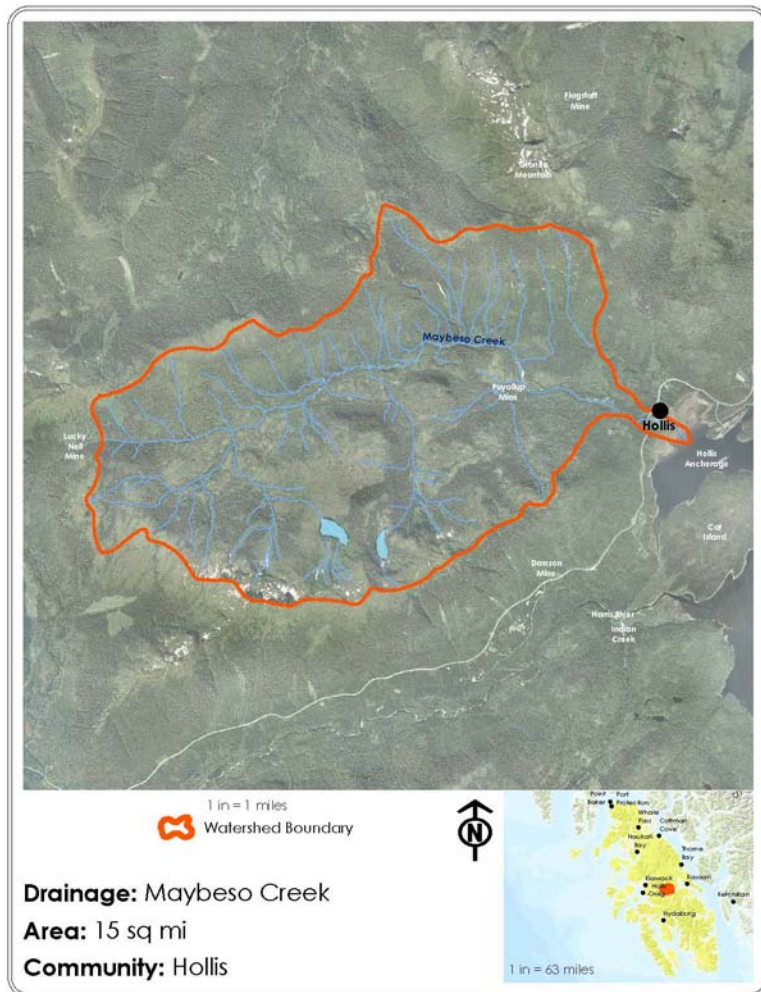 Flagstaff
Mine
Granite
Mountain
Maybeso Creek
Puyallup
Mine
Hollis
Lucky
Nell
Mine
Hollis
Anchorage
Cat
Island
Dawson
Mine
Harris River
Indian
Creek
1 in = 1 miles
Watershed Boundary
N
Drainage: Maybeso Creek
Area: 15 sq mi
Community: Hollis
Point
Baker
Port
Protection
Whale
Pass
Coffman
Cove
Naukati
Bay
Thorne
Bay
Klawock
Hollis
Craig
Kasaan
Ketchikan
Hydaburg
1 in = 63 miles